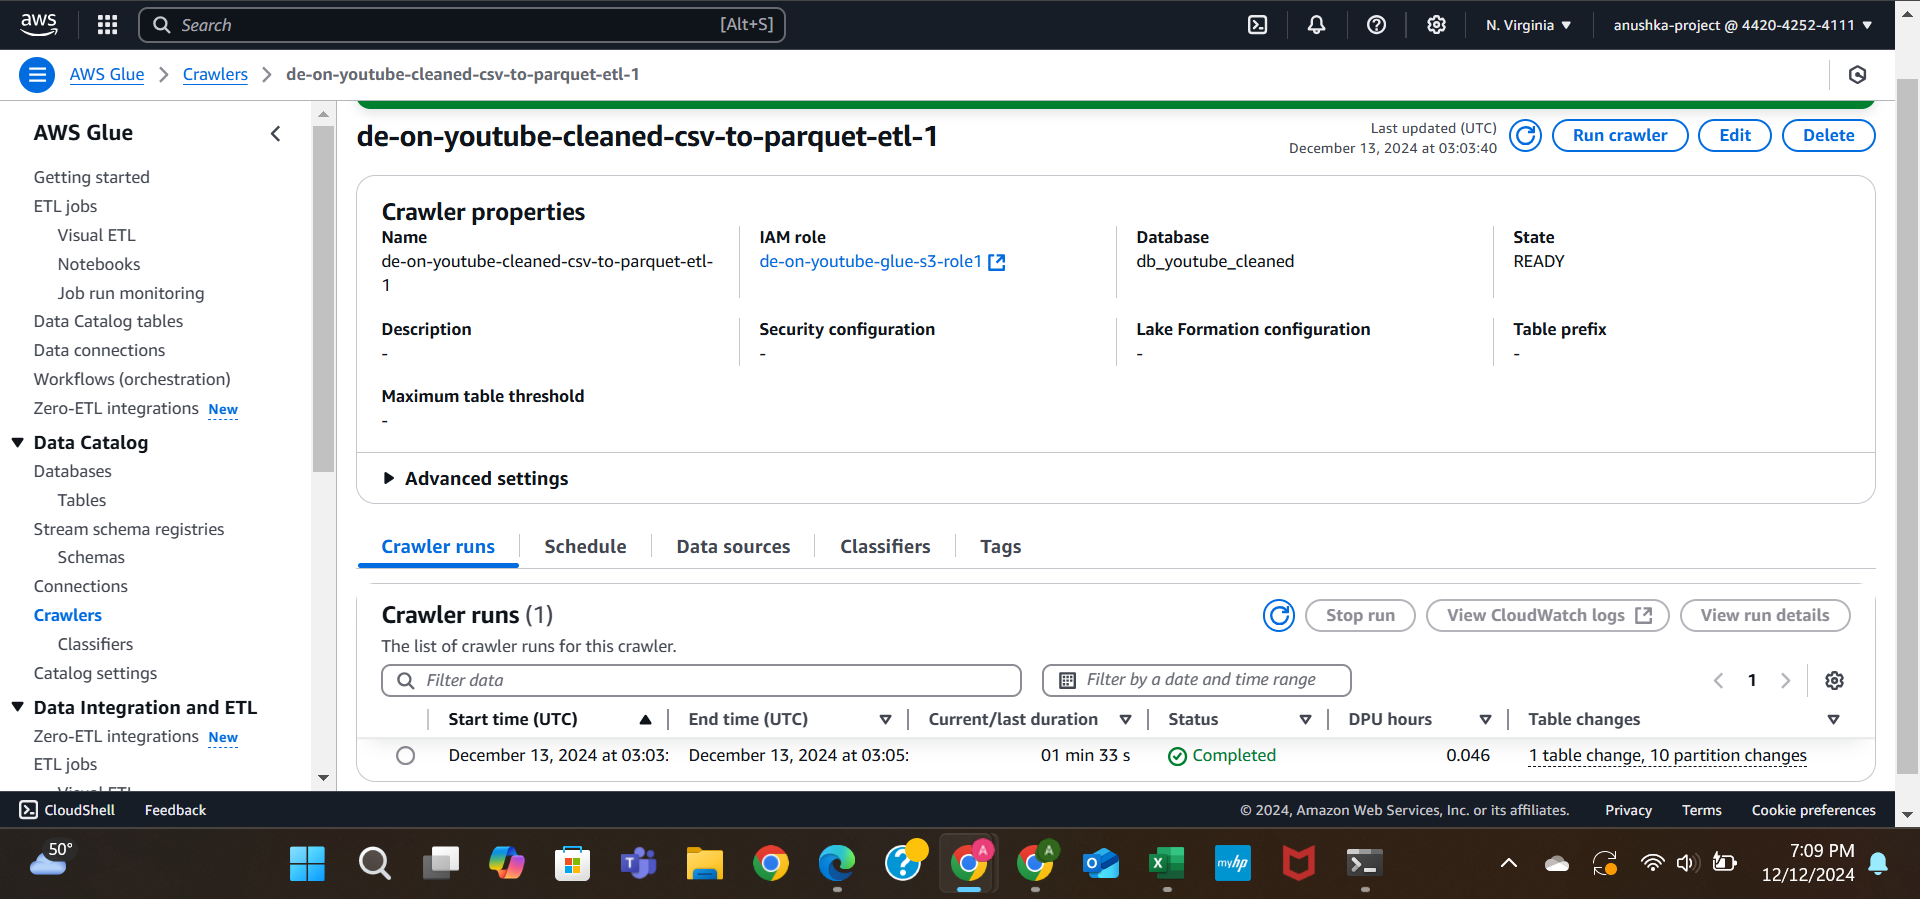 aws
Search
[Alt+S]
N. Virginia
anushka-project @ 4420-4252-4111
AWS Glue
Crawlers
de-on-youtube-cleaned-csv-to-parquet-etl-1
AWS Glue
Getting started
ETL jobs
Visual ETL
Notebooks
Job run monitoring
Data Catalog tables
Data connections
Workflows (orchestration)
Zero-ETL integrations New
Data Catalog
Databases
Tables
Stream schema registries
Schemas
Connections
Crawlers
Classifiers
Catalog settings
Data Integration and ETL
Zero-ETL integrations New
ETL jobs
Visual ETL
de-on-youtube-cleaned-csv-to-parquet-etl-1
Last updated (UTC)
December 13, 2024 at 03:03:40
Run crawler
Edit
Delete
Crawler properties
Name
de-on-youtube-cleaned-csv-to-parquet-etl-
1
IAM role
de-on-youtube-glue-s3-role1
Database
db_youtube_cleaned
State
READY
Description
-
Security configuration
-
Lake Formation configuration
-
Table prefix
-
Maximum table threshold
-
Advanced settings
Crawler runs
Schedule
Data sources
Classifiers
Tags
Crawler runs (1)
The list of crawler runs for this crawler.
Stop run
View CloudWatch logs
View run details
Filter data
Filter by a date and time range
1
Start time (UTC)
End time (UTC)
Current/last duration
Status
DPU hours
Table changes
December 13, 2024 at 03:03:
December 13, 2024 at 03:05:
01 min 33 s
Completed
0.046
1 table change, 10 partition changes
CloudShell
Feedback
© 2024, Amazon Web Services, Inc. or its affiliates.
Privacy
Terms
Cookie preferences
50°
A
A
myhp
7:09 PM
12/12/2024